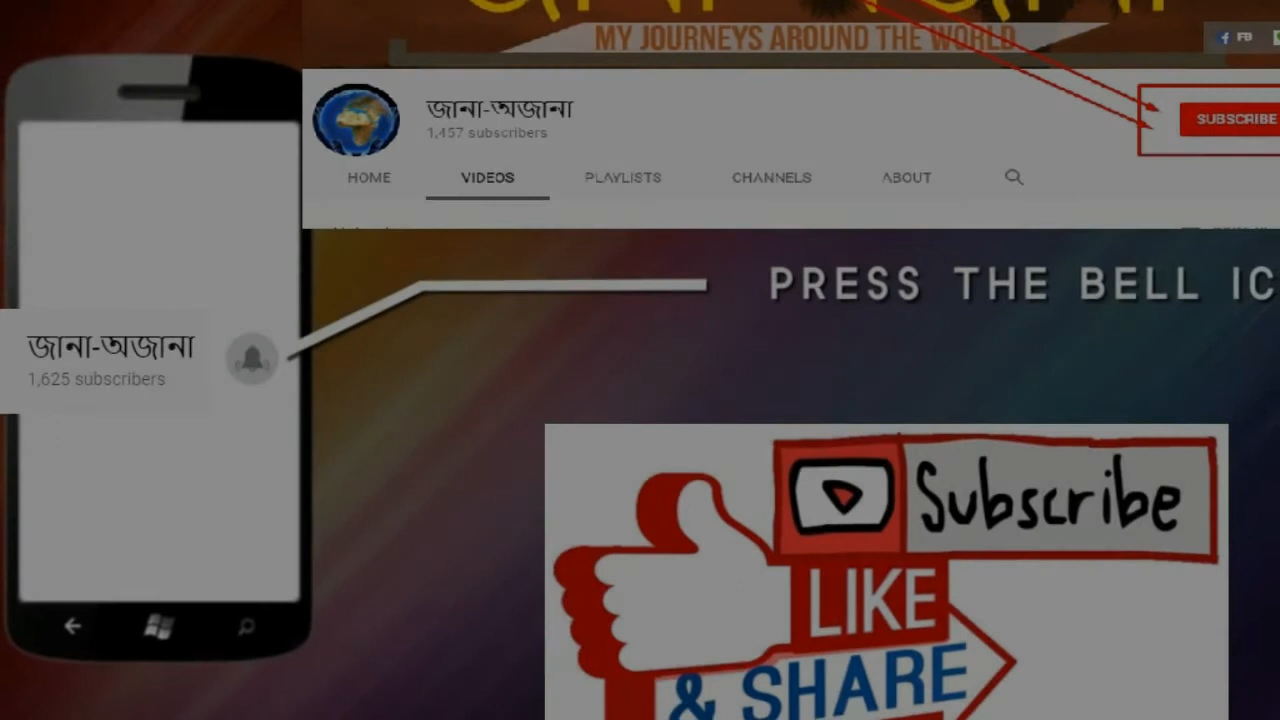 জানা-অজানা
MY JOURNEYS AROUND THE WORLD
FB
জানা-অজানা
1,457 subscribers
SUBSCRIBE
HOME
VIDEOS
PLAYLISTS
CHANNELS
ABOUT
PRESS THE BELL IC
জানা-অজানা
1,625 subscribers
Subscribe
LIKE
& SHARE